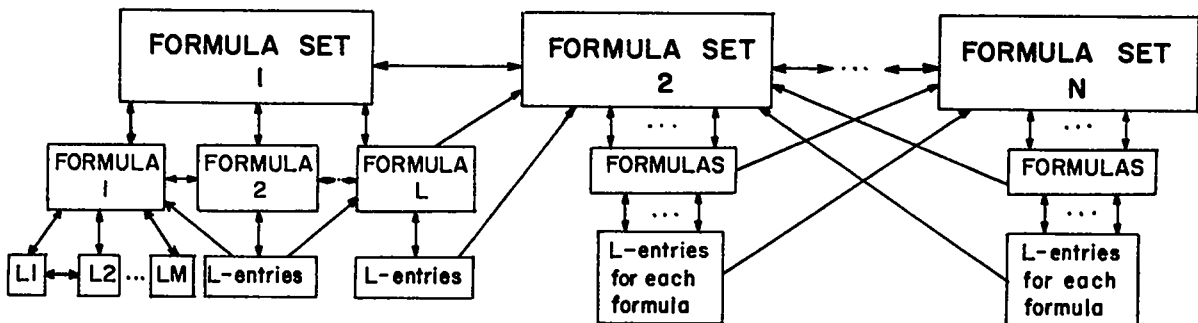 FORMULA SET
1
FORMULA SET
2
...
FORMULA SET
N
FORMULA
1
FORMULA
2
...
FORMULA
L
...
FORMULAS
...
FORMULAS
L1
L2
...
LM
L-entries
L-entries
...
L-entries
for each
formula
...
L-entries
for each
formula